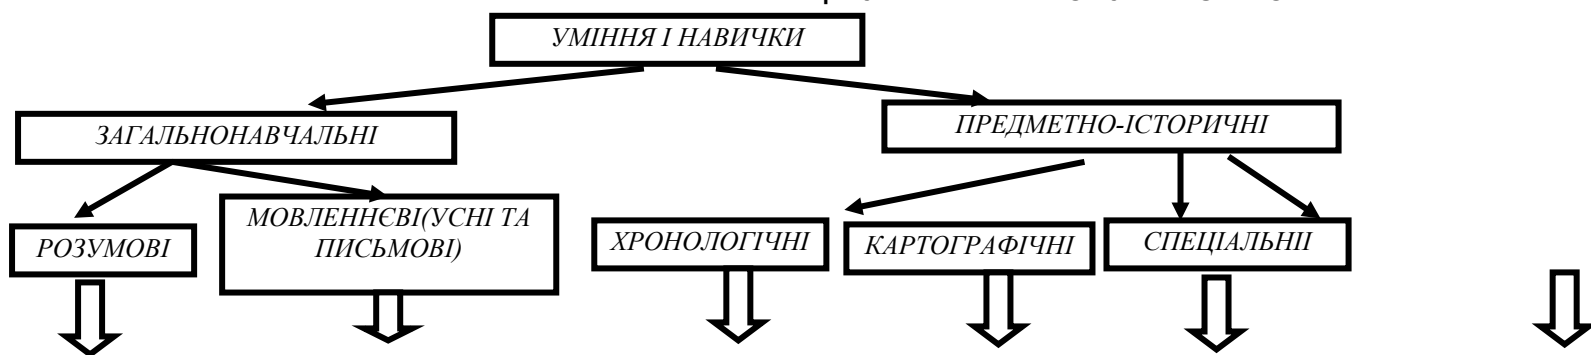 УМІННЯ І НАВИЧКИ
ЗАГАЛЬНОНАВЧАЛЬНІ
ПРЕДМЕТНО-ІСТОРИЧНІ
РОЗУМОВІ
МОВЛЕННЄВІ(УСНІ ТА
ПИСЬМОВІ)
ХРОНОЛОГІЧНІ
КАРТОГРАФІЧНІ
СПЕЦІАЛЬНІІ